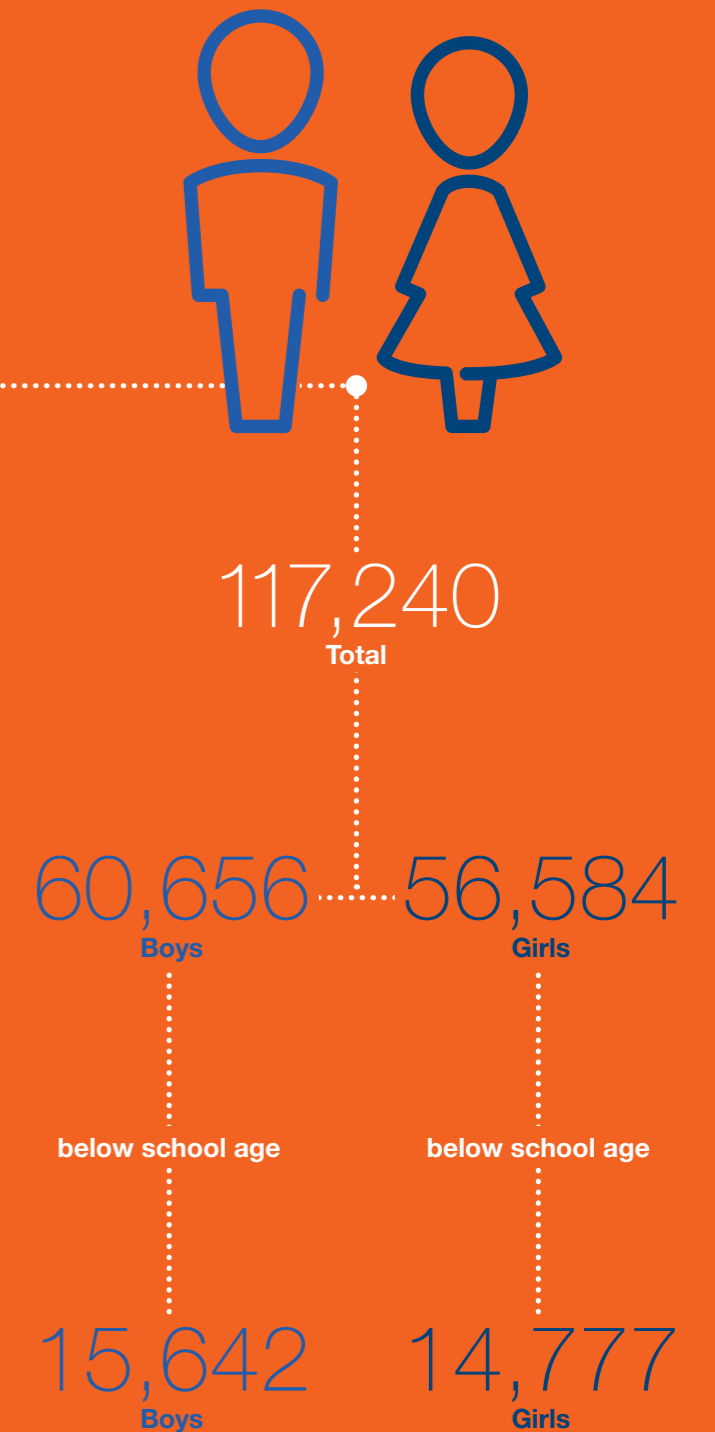 117,240
Total
60,656 56,584
Boys Girls
below school age below school age
15,642 14,777
Boys Girls